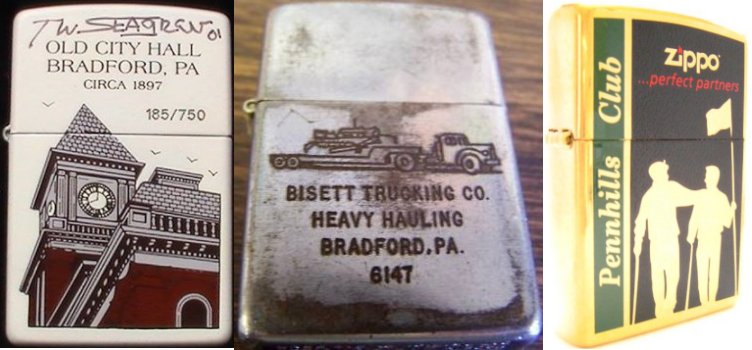 TW. SEAGREN 01
OLD CITY HALL
BRADFORD, PA
CIRCA 1897
185/750
BISETT TRUCKING CO.
HEAVY HAULING
BRADFORD, PA.
6147
Pennhills Club
Zippo
...perfect partners